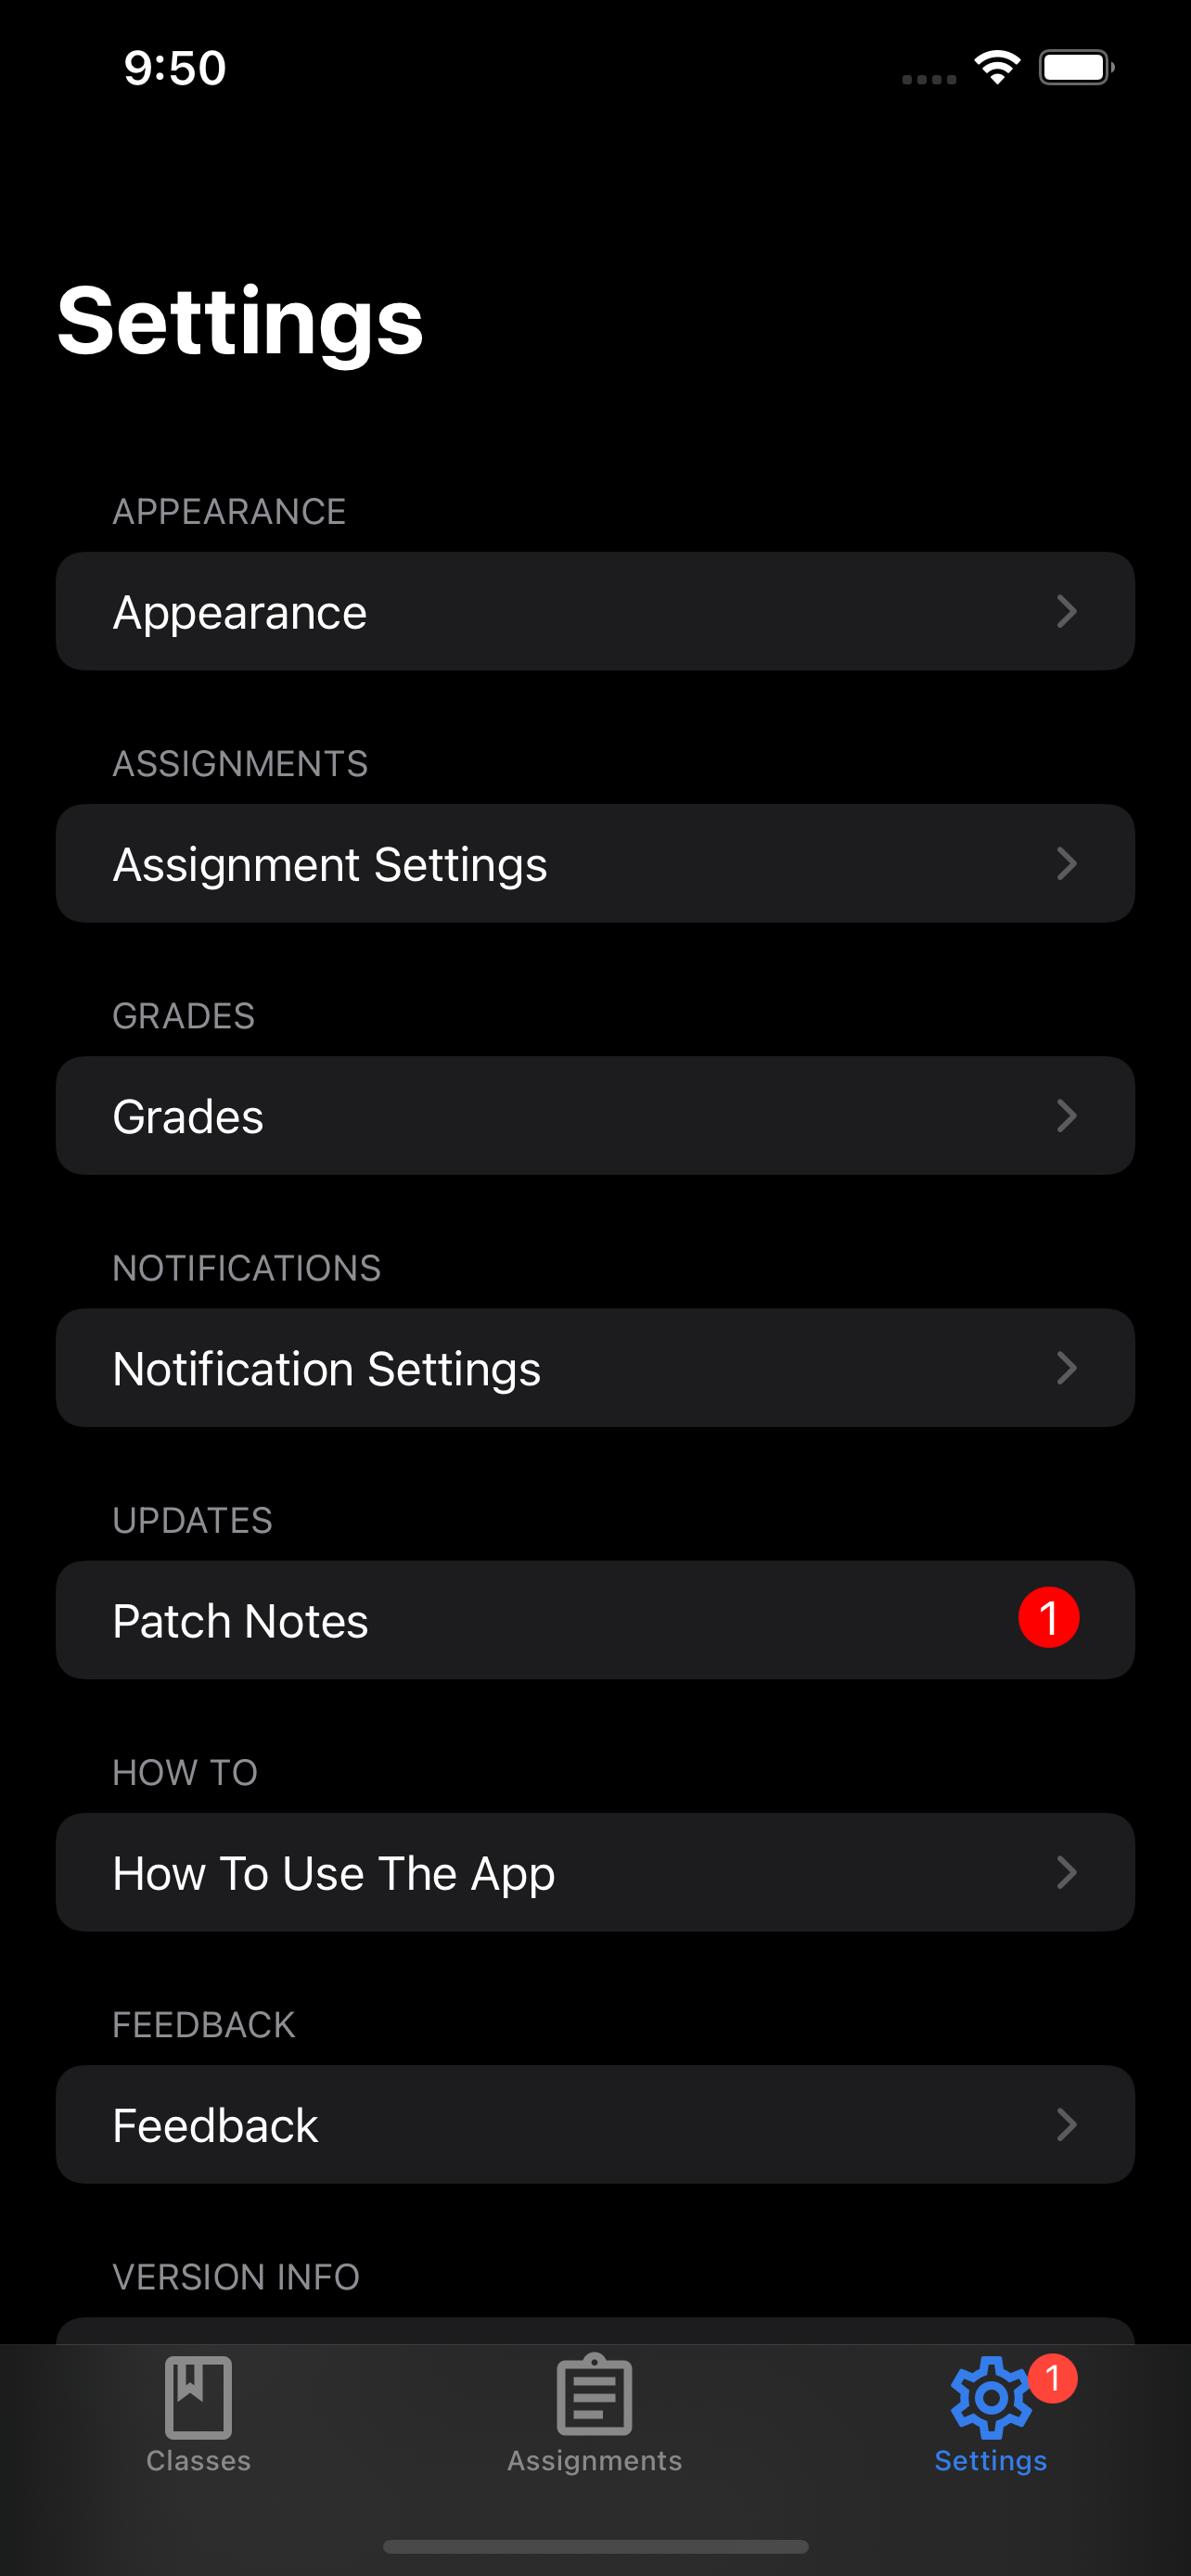 9:50
Settings
APPEARANCE
Appearance
ASSIGNMENTS
Assignment Settings
GRADES
Grades
NOTIFICATIONS
Notification Settings
UPDATES
Patch Notes 1
HOW TO
How To Use The App
FEEDBACK
Feedback
VERSION INFO
1
Classes Assignments Settings